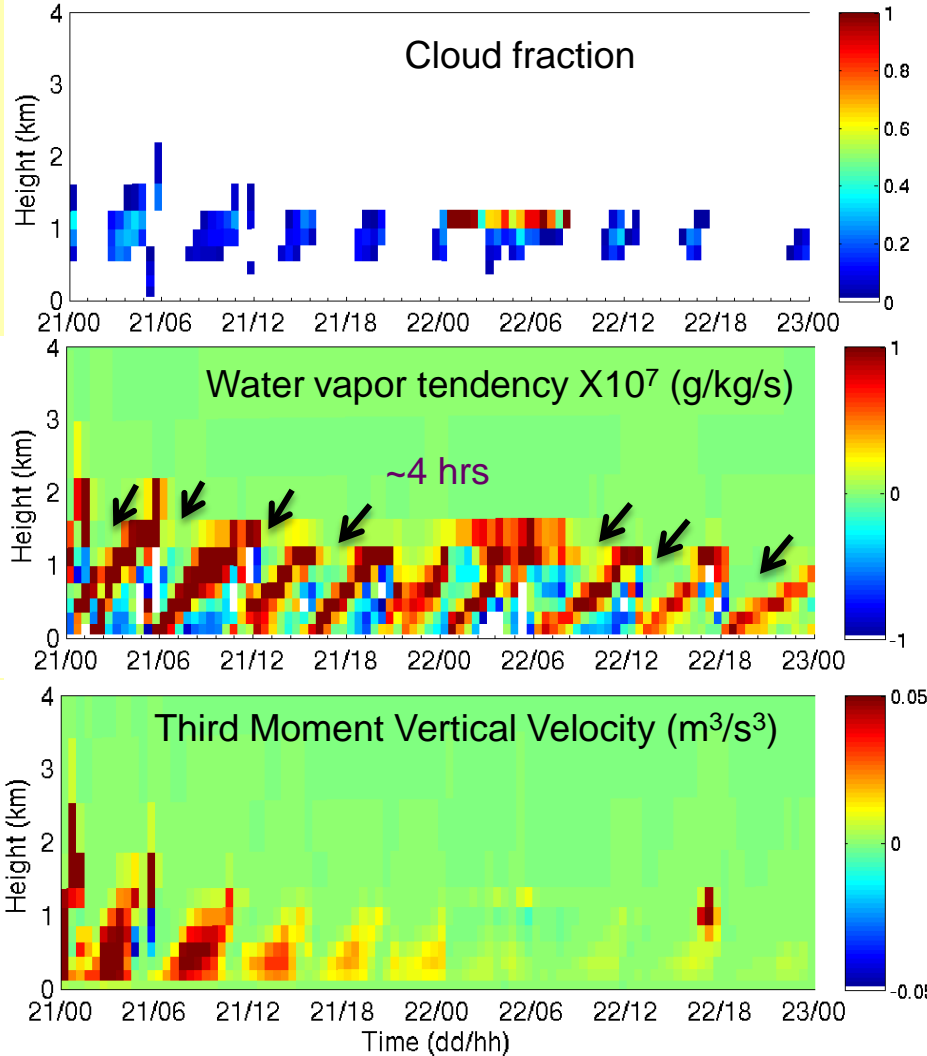 4
3
2
1
0
Height (km)
Cloud fraction
1
0.8
0.6
0.4
0.2
0
21/00 21/06 21/12 21/18 22/00 22/06 22/12 22/18 23/00
4
3
2
1
0
Height (km)
Water vapor tendency X10⁷ (g/kg/s)
~4 hrs
1
0
-1
21/00 21/06 21/12 21/18 22/00 22/06 22/12 22/18 23/00
4
3
2
1
0
Height (km)
Third Moment Vertical Velocity (m³/s³)
0.05
0
-0.05
21/00 21/06 21/12 21/18 22/00 22/06 22/12 22/18 23/00
Time (dd/hh)